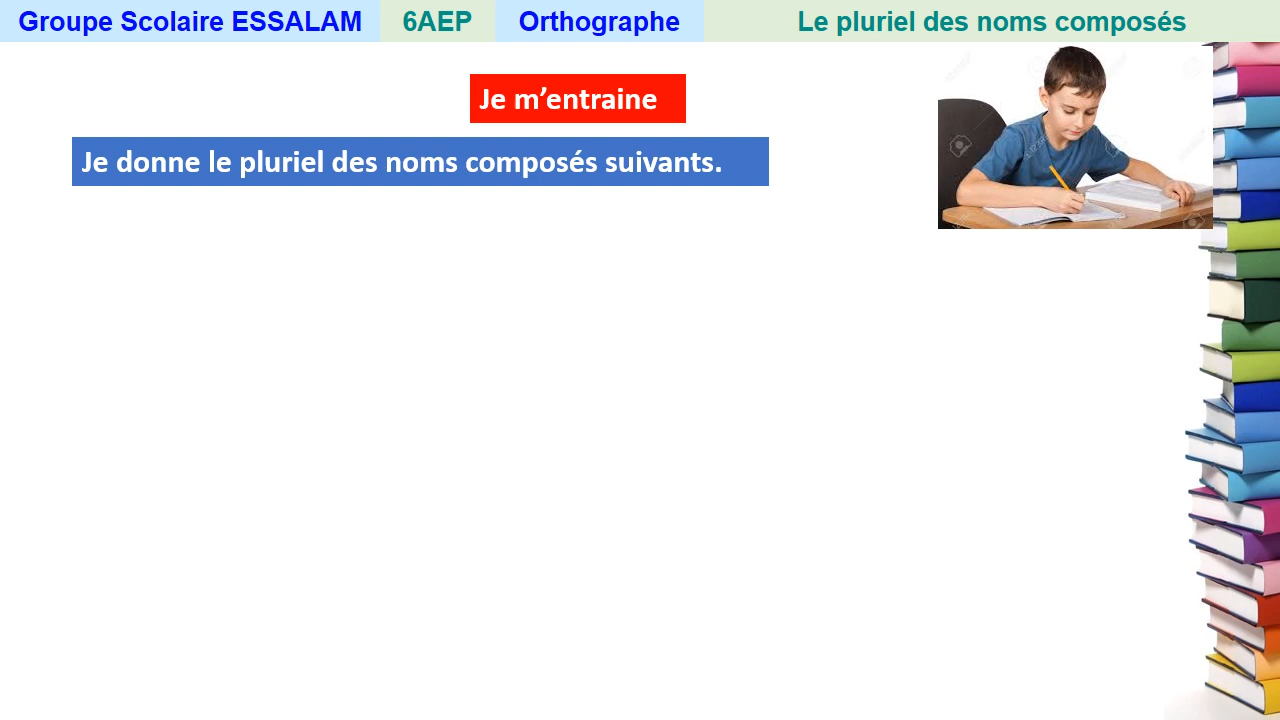 Groupe Scolaire ESSALAM 6AEP Orthographe Le pluriel des noms composés
Je m’entraine
Je donne le pluriel des noms composés suivants.